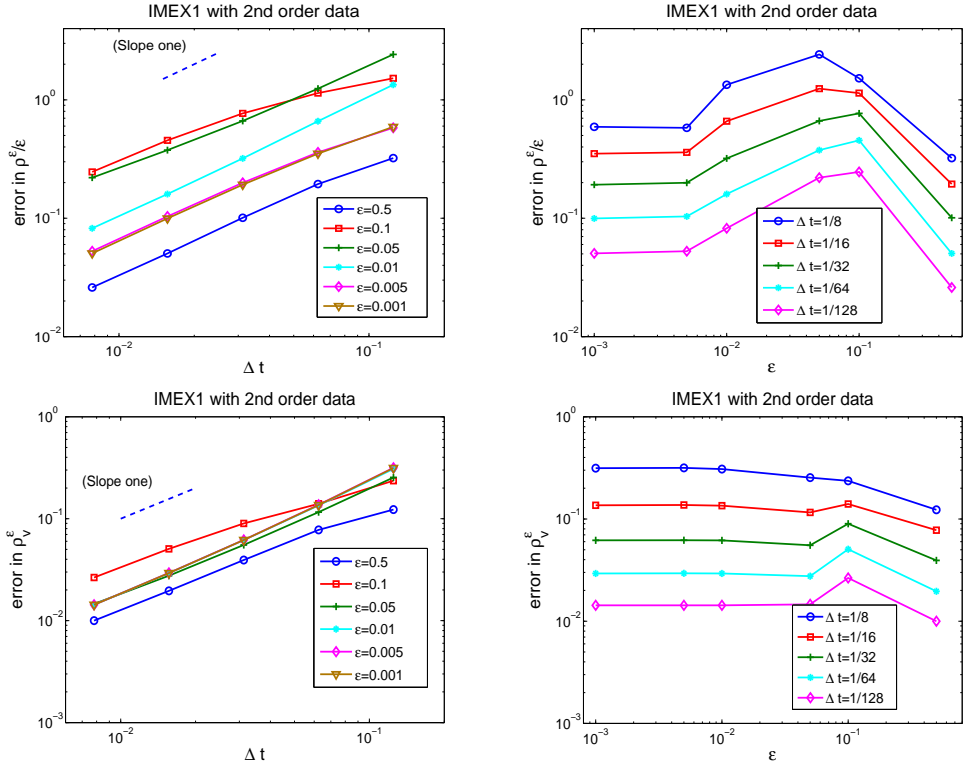 IMEX1 with 2nd order data
(Slope one)
error in ρ^ε/ε
10^0
10^-1
10^-2
10^-2
10^-1
Δ t
ε=0.5
ε=0.1
ε=0.05
ε=0.01
ε=0.005
ε=0.001
IMEX1 with 2nd order data
error in ρ^ε/ε
10^0
10^-1
10^-2
10^-3
10^-2
10^-1
ε
Δ t=1/8
Δ t=1/16
Δ t=1/32
Δ t=1/64
Δ t=1/128
IMEX1 with 2nd order data
(Slope one)
error in ρ_v^ε
10^0
10^-1
10^-2
10^-3
10^-2
10^-1
Δ t
ε=0.5
ε=0.1
ε=0.05
ε=0.01
ε=0.005
ε=0.001
IMEX1 with 2nd order data
error in ρ_v^ε
10^0
10^-1
10^-2
10^-3
10^-3
10^-2
10^-1
ε
Δ t=1/8
Δ t=1/16
Δ t=1/32
Δ t=1/64
Δ t=1/128